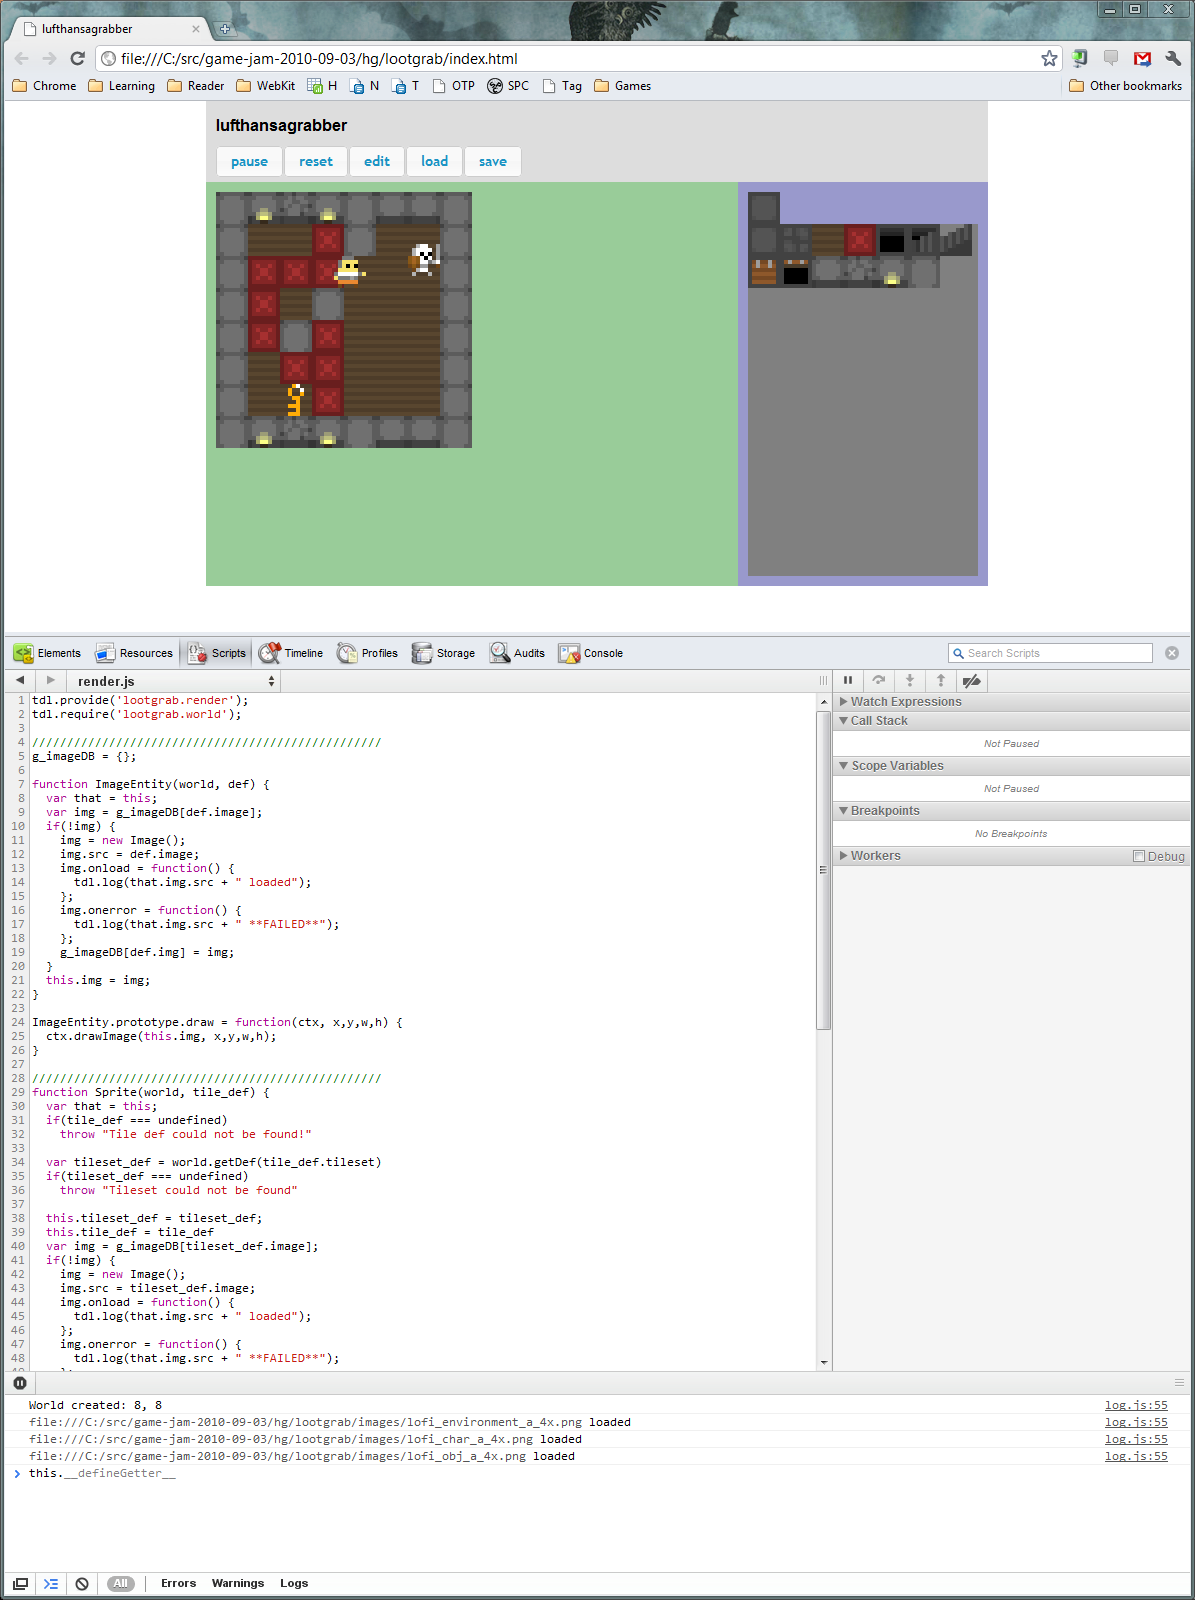 lufthansagrabber
file:///C:/src/game-jam-2010-09-03/hg/lootgrab/index.html
Chrome Learning Reader WebKit H N T OTP SPC Tag Games Other bookmarks
lufthansagrabber
pause reset edit load save
Elements Resources Scripts Timeline Profiles Storage Audits Console Search Scripts
render.js
1 tdl.provide('lootgrab.render');
2 tdl.require('lootgrab.world');
3
4 //////////////////////////////////////////////////
5 g_imageDB = {};
6
7 function ImageEntity(world, def) {
8   var that = this;
9   var img = g_imageDB[def.image];
10   if(!img) {
11     img = new Image();
12     img.src = def.image;
13     img.onload = function() {
14       tdl.log(that.img.src + " loaded");
15     };
16     img.onerror = function() {
17       tdl.log(that.img.src + " **FAILED**");
18     };
19     g_imageDB[def.img] = img;
20   }
21   this.img = img;
22 }
23
24 ImageEntity.prototype.draw = function(ctx, x,y,w,h) {
25   ctx.drawImage(this.img, x,y,w,h);
26 }
27
28 //////////////////////////////////////////////////
29 function Sprite(world, tile_def) {
30   var that = this;
31   if(tile_def === undefined)
32     throw "Tile def could not be found!"
33
34   var tileset_def = world.getDef(tile_def.tileset)
35   if(tileset_def === undefined)
36     throw "Tileset could not be found"
37
38   this.tileset_def = tileset_def;
39   this.tile_def = tile_def
40   var img = g_imageDB[tileset_def.image];
41   if(!img) {
42     img = new Image();
43     img.src = tileset_def.image;
44     img.onload = function() {
45       tdl.log(that.img.src + " loaded");
46     };
47     img.onerror = function() {
48       tdl.log(that.img.src + " **FAILED**");
Watch Expressions
Call Stack
Not Paused
Scope Variables
Not Paused
Breakpoints
No Breakpoints
Workers Debug
World created: 8, 8 log.js:55
file:///C:/src/game-jam-2010-09-03/hg/lootgrab/images/lofi_environment_a_4x.png loaded log.js:55
file:///C:/src/game-jam-2010-09-03/hg/lootgrab/images/lofi_char_a_4x.png loaded log.js:55
file:///C:/src/game-jam-2010-09-03/hg/lootgrab/images/lofi_obj_a_4x.png loaded log.js:55
> this.__defineGetter__
All Errors Warnings Logs